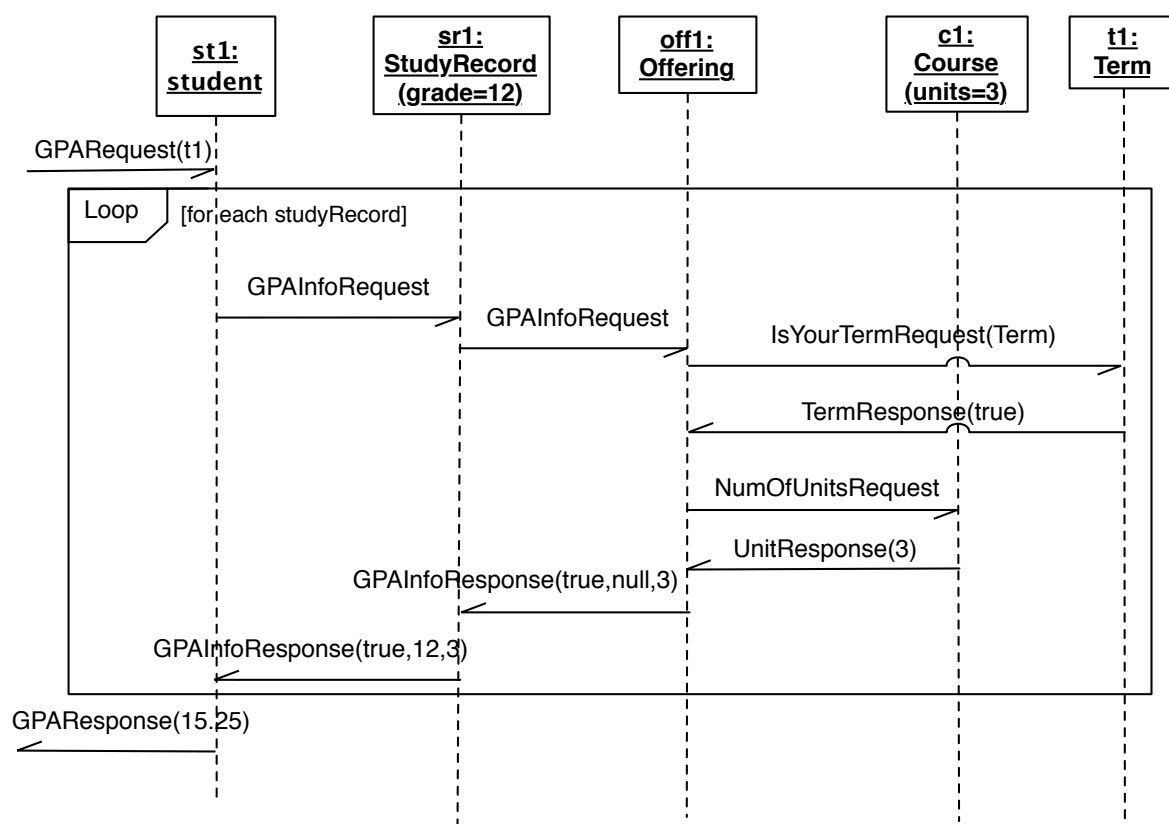 st1:
student
sr1:
StudyRecord
(grade=12)
off1:
Offering
c1:
Course
(units=3)
t1:
Term
GPARequest(t1)
Loop
[for each studyRecord]
GPAInfoRequest
GPAInfoRequest
IsYourTermRequest(Term)
TermResponse(true)
NumOfUnitsRequest
UnitResponse(3)
GPAInfoResponse(true,null,3)
GPAInfoResponse(true,12,3)
GPAResponse(15.25)